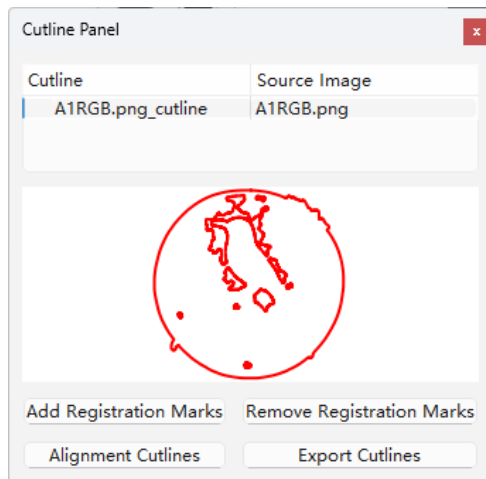 Cutline Panel
x
Cutline Source Image
A1RGB.png_cutline A1RGB.png
Add Registration Marks Remove Registration Marks
Alignment Cutlines Export Cutlines